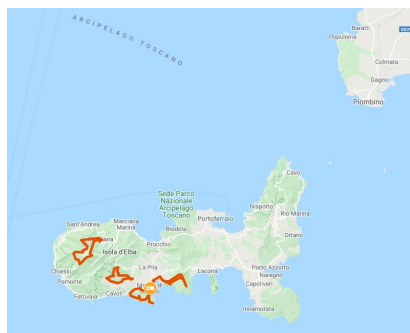 ARCIPELAGO TOSCANO
Baratti
Populonia
Colmata
Gagno
Piombino
Cavo
Sede Parco
Nazionale
Arcipelago
Toscano
Nisporto
Rio Marina
Portoferraio
Sant'Andrea
Marciana
Marina
Biodola
Ortano
Isola d'Elba
Procchio
Chiessi
La Pila
Lacona
Porto Azzurro
Naregno
Pomonte
Capoliveri
Fetovaia
Cavoli
Innamorata